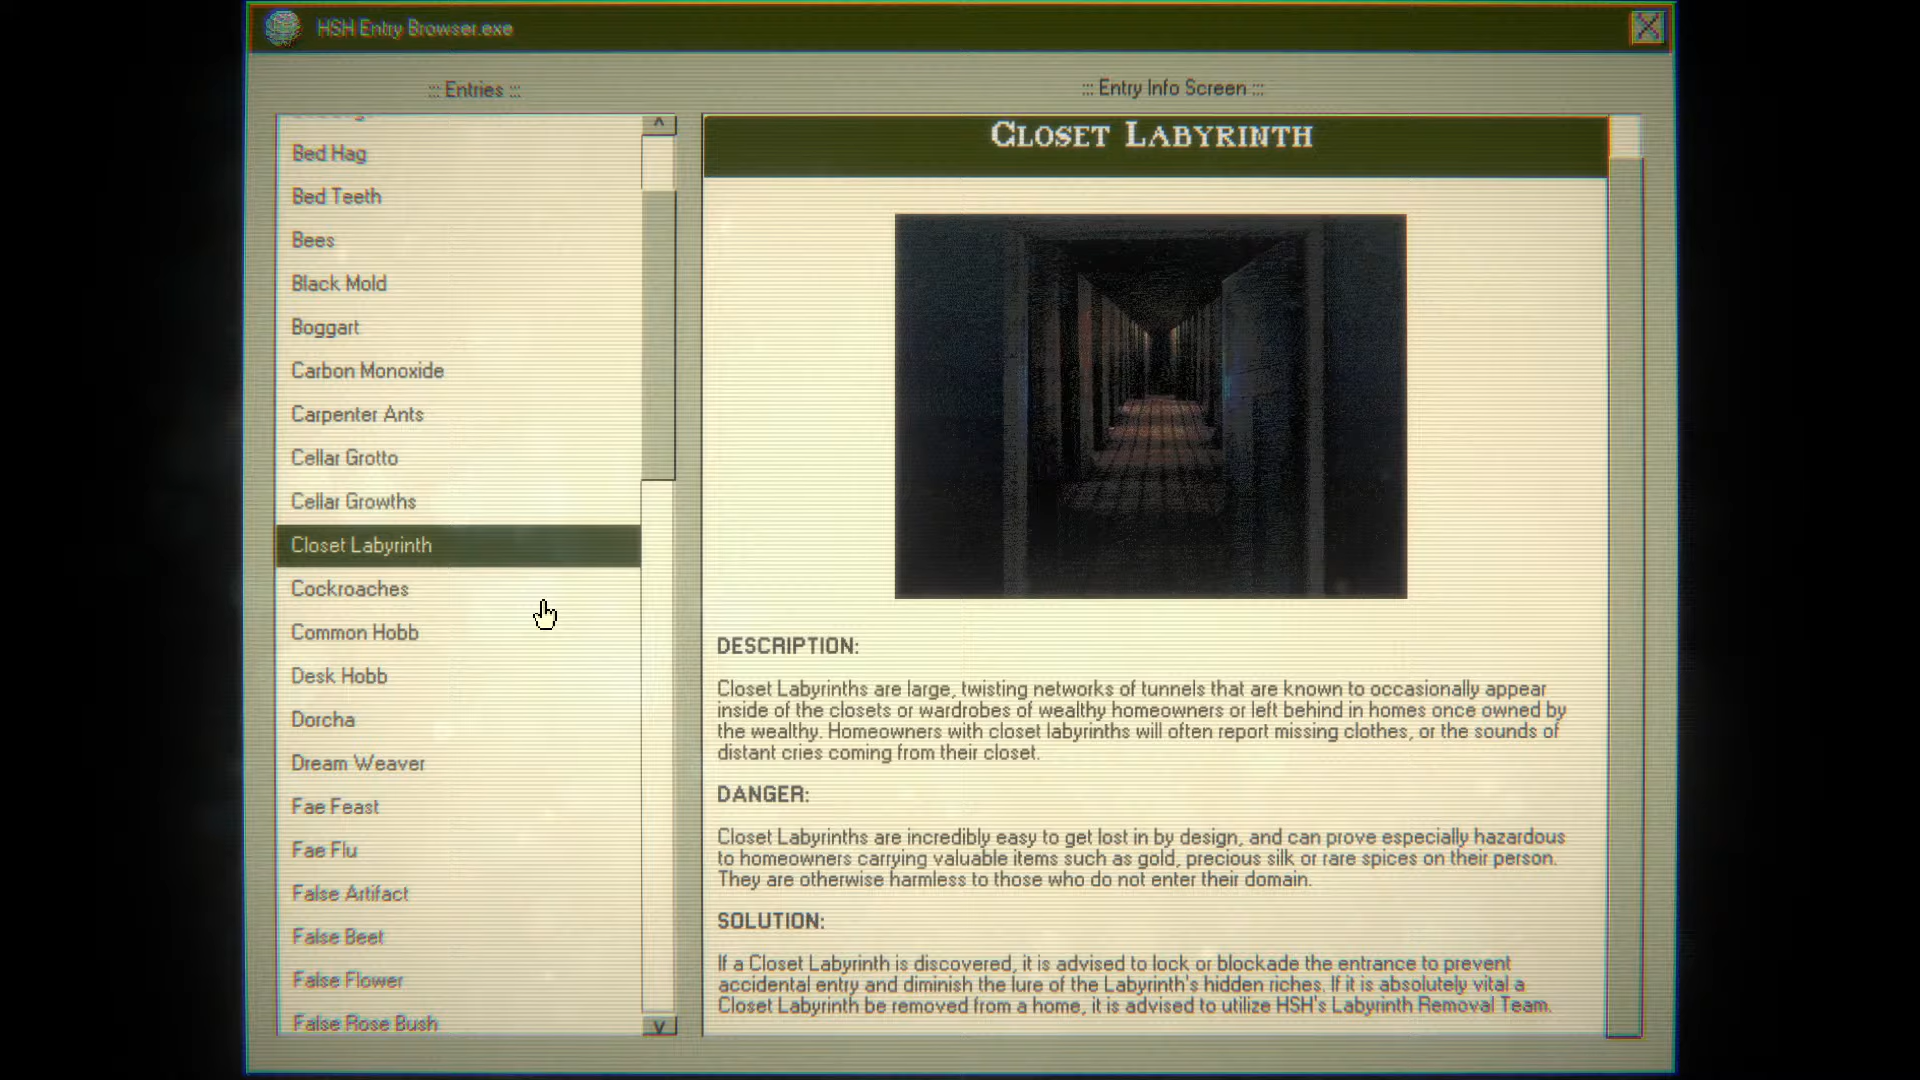 HSH Entry Browser.exe
::: Entries :::
Bed Hag
Bed Teeth
Bees
Black Mold
Boggart
Carbon Monoxide
Carpenter Ants
Cellar Grotto
Cellar Growths
Closet Labyrinth
Cockroaches
Common Hobb
Desk Hobb
Dorcha
Dream Weaver
Fae Feast
Fae Flu
False Artifact
False Beet
False Flower
False Rose Bush
::: Entry Info Screen :::
Closet Labyrinth
DESCRIPTION:
Closet Labyrinths are large, twisting networks of tunnels that are known to occasionally appear
inside of the closets or wardrobes of wealthy homeowners or left behind in homes once owned by
the wealthy. Homeowners with closet labyrinths will often report missing clothes, or the sounds of
distant cries coming from their closet.
DANGER:
Closet Labyrinths are incredibly easy to get lost in by design, and can prove especially hazardous
to homeowners carrying valuable items such as gold, precious silk or rare spices on their person.
They are otherwise harmless to those who do not enter their domain.
SOLUTION:
If a Closet Labyrinth is discovered, it is advised to lock or blockade the entrance to prevent
accidental entry and diminish the lure of the Labyrinth's hidden riches. If it is absolutely vital a
Closet Labyrinth be removed from a home, it is advised to utilize HSH's Labyrinth Removal Team.